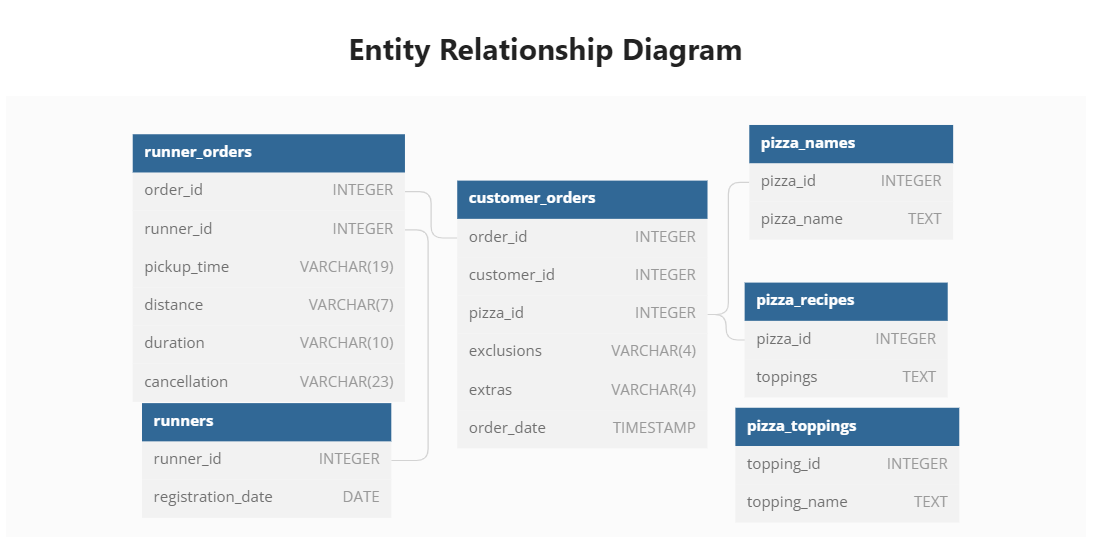 Entity Relationship Diagram
runner_orders
order_id INTEGER
runner_id INTEGER
pickup_time VARCHAR(19)
distance VARCHAR(7)
duration VARCHAR(10)
cancellation VARCHAR(23)
runners
runner_id INTEGER
registration_date DATE
customer_orders
order_id INTEGER
customer_id INTEGER
pizza_id INTEGER
exclusions VARCHAR(4)
extras VARCHAR(4)
order_date TIMESTAMP
pizza_names
pizza_id INTEGER
pizza_name TEXT
pizza_recipes
pizza_id INTEGER
toppings TEXT
pizza_toppings
topping_id INTEGER
topping_name TEXT